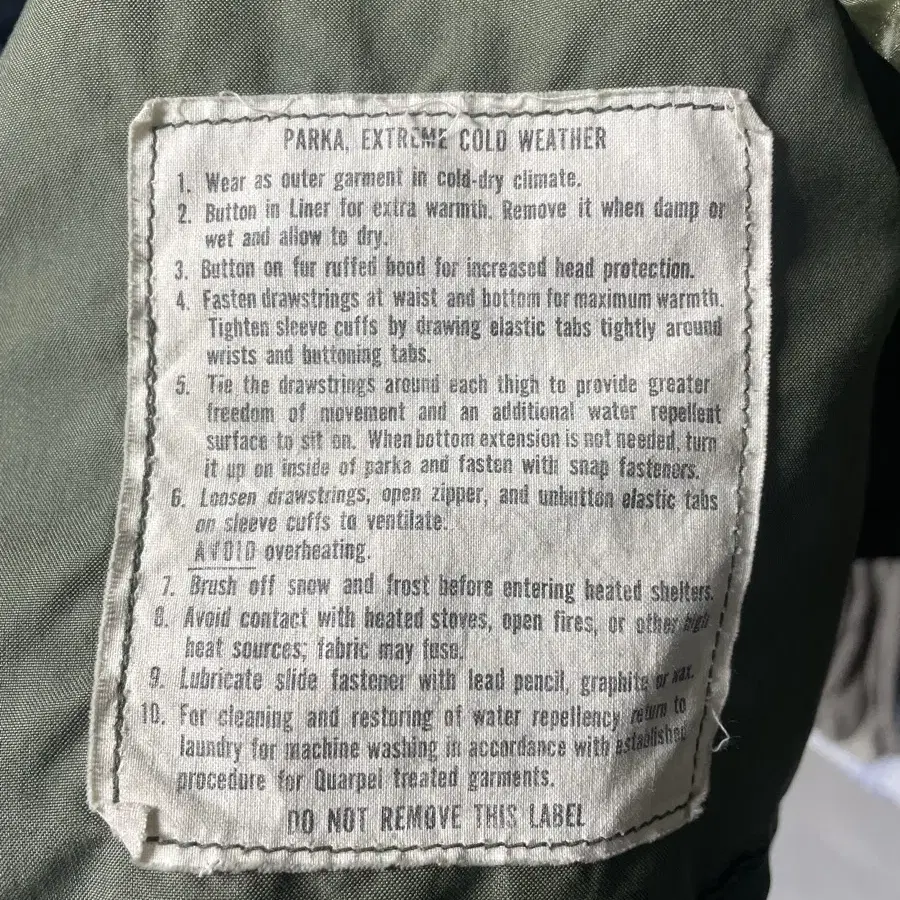 PARKA, EXTREME COLD WEATHER
1. Wear as outer garment in cold-dry climate.
2. Button in Liner for extra warmth. Remove it when damp or
wet and allow to dry.
3. Button on fur ruffed hood for increased head protection.
4. Fasten drawstrings at waist and bottom for maximum warmth.
Tighten sleeve cuffs by drawing elastic tabs tightly around
wrists and buttoning tabs.
5. Tie the drawstrings around each thigh to provide greater
freedom of movement and an additional water repellent
surface to sit on. When bottom extension is not needed, turn
it up on inside of parka and fasten with snap fasteners.
6. Loosen drawstrings, open zipper, and unbutton elastic tabs
on sleeve cuffs to ventilate.
AVOID overheating.
7. Brush off snow and frost before entering heated shelters.
8. Avoid contact with heated stoves, open fires, or other high
heat sources; fabric may fuse.
9. Lubricate slide fastener with lead pencil, graphite or wax.
10. For cleaning and restoring of water repellency return to
laundry for machine washing in accordance with established
procedure for Quarpel treated garments.
DO NOT REMOVE THIS LABEL